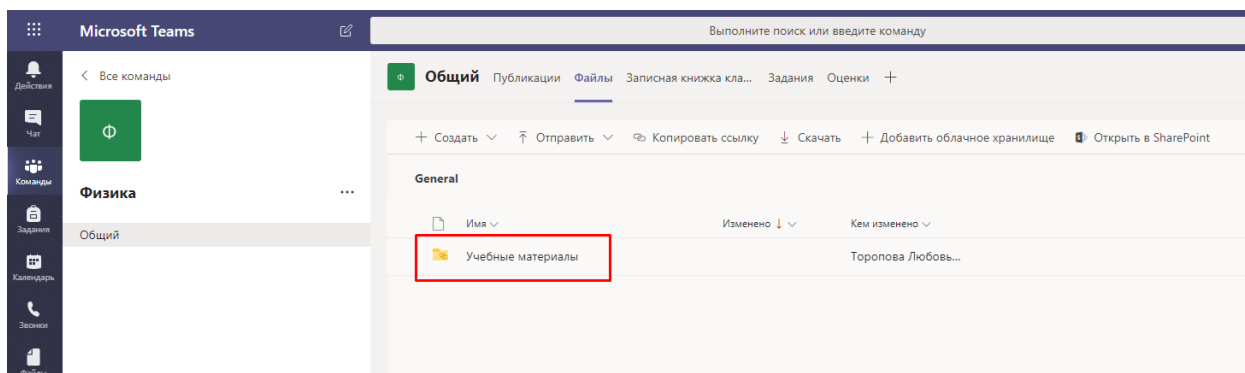 Microsoft Teams
Выполните поиск или введите команду
Действия
Чат
Команды
Задания
Календарь
Звонки
Файлы
Все команды
Ф
Физика
Общий
Ф Общий Публикации Файлы Записная книжка кла... Задания Оценки
Создать Отправить Копировать ссылку Скачать Добавить облачное хранилище Открыть в SharePoint
General
Имя Изменено Кем изменено
Учебные материалы Торопова Любовь...